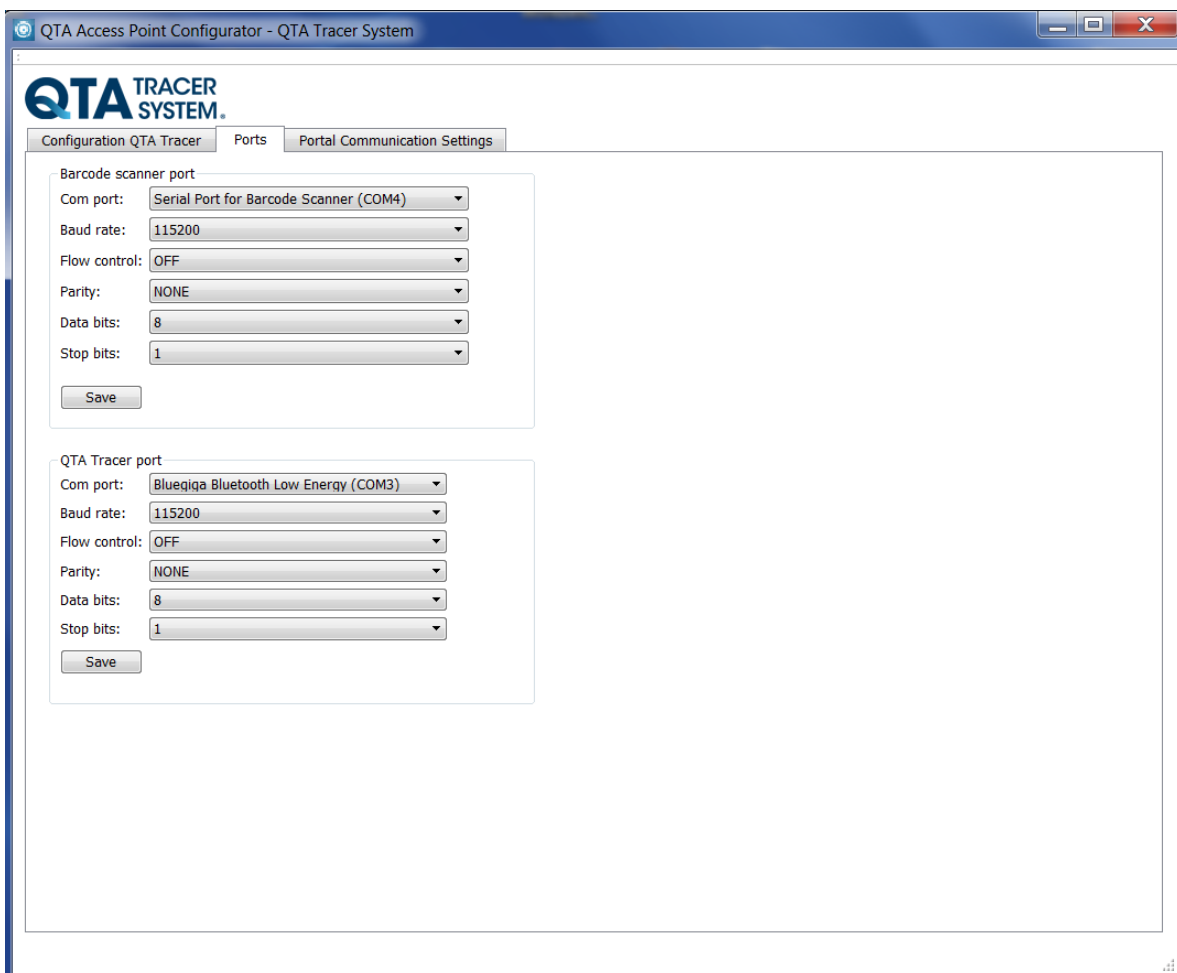 QTA Access Point Configurator - QTA Tracer System
QTA TRACER SYSTEM®
Configuration QTA Tracer Ports Portal Communication Settings
Barcode scanner port
Com port: Serial Port for Barcode Scanner (COM4)
Baud rate: 115200
Flow control: OFF
Parity: NONE
Data bits: 8
Stop bits: 1
Save
QTA Tracer port
Com port: Bluegiga Bluetooth Low Energy (COM3)
Baud rate: 115200
Flow control: OFF
Parity: NONE
Data bits: 8
Stop bits: 1
Save